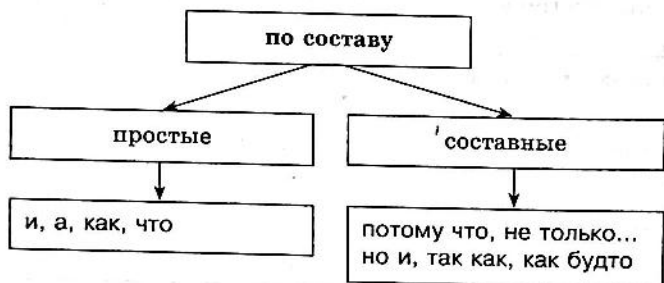 по составу
простые
составные
и, а, как, что
потому что, не только...
но и, так как, как будто